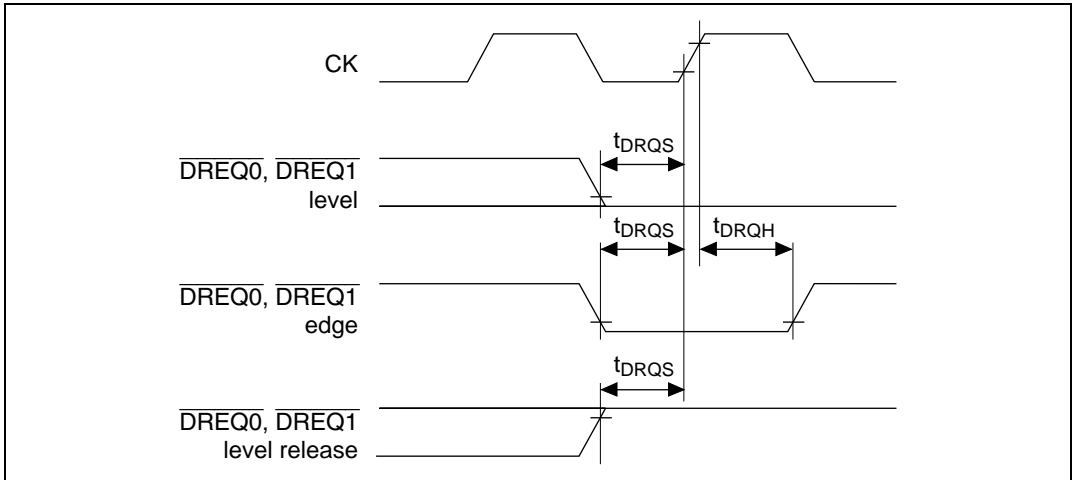 CK
tDRQS
DREQ0, DREQ1
level
tDRQS
tDRQH
DREQ0, DREQ1
edge
tDRQS
DREQ0, DREQ1
level release